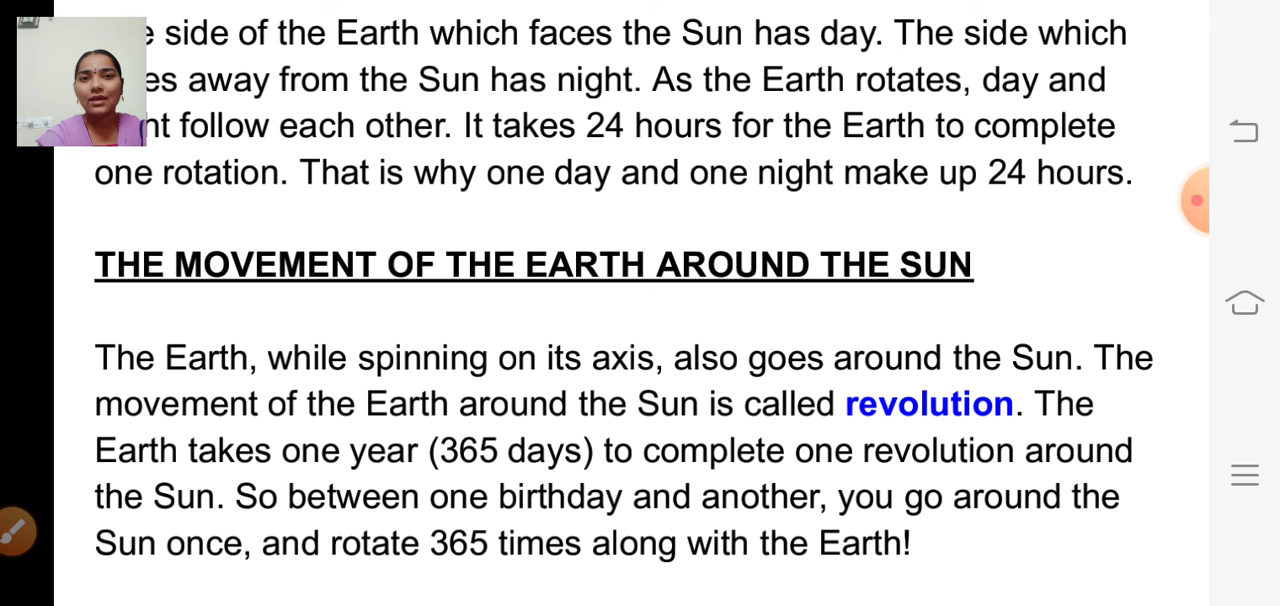 side of the Earth which faces the Sun has day. The side which
away from the Sun has night. As the Earth rotates, day and
follow each other. It takes 24 hours for the Earth to complete
one rotation. That is why one day and one night make up 24 hours.
THE MOVEMENT OF THE EARTH AROUND THE SUN
The Earth, while spinning on its axis, also goes around the Sun. The
movement of the Earth around the Sun is called revolution. The
Earth takes one year (365 days) to complete one revolution around
the Sun. So between one birthday and another, you go around the
Sun once, and rotate 365 times along with the Earth!